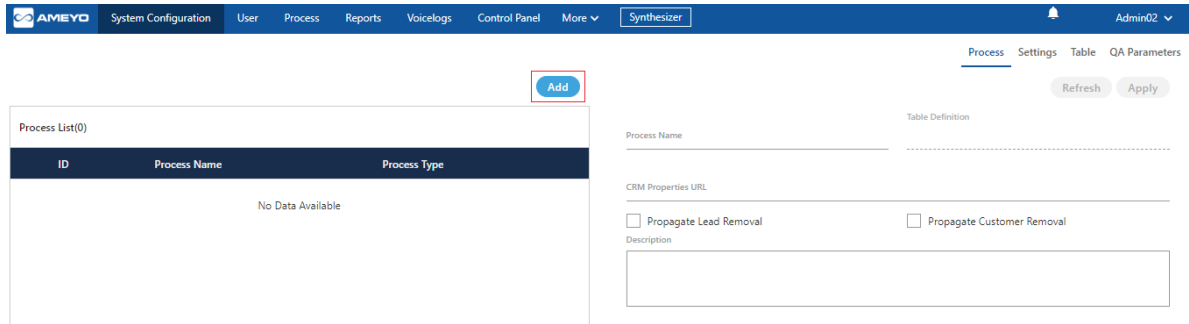 AMEYO System Configuration User Process Reports Voicelogs Control Panel More Synthesizer Admin02
Process Settings Table QA Parameters
Add Refresh Apply
Process List(0)
ID Process Name Process Type
No Data Available
Table Definition
Process Name
CRM Properties URL
Propagate Lead Removal Propagate Customer Removal
Description